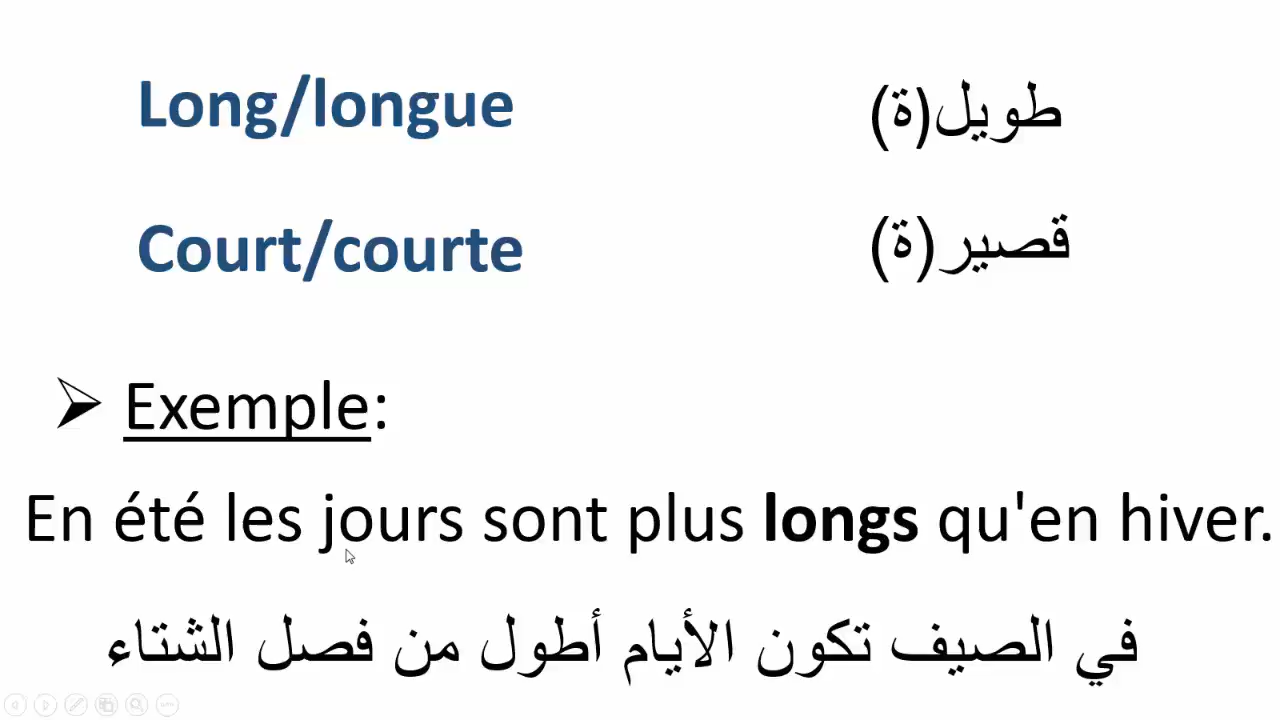 Long/longue
طويل(ة)
Court/courte
قصير(ة)
Exemple:
En été les jours sont plus longs qu'en hiver.
في الصيف تكون الأيام أطول من فصل الشتاء